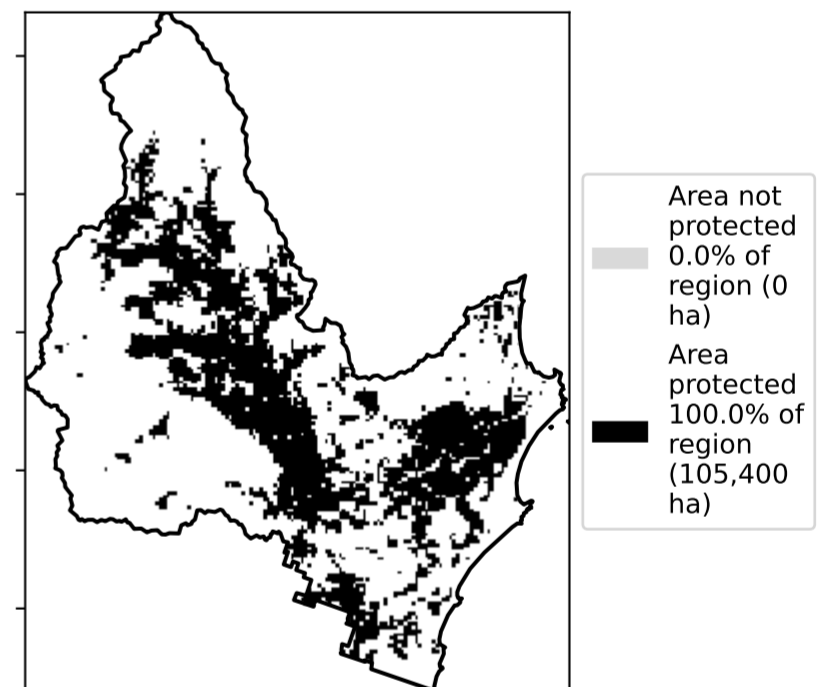 Area not
protected
0.0% of
region (0
ha)
Area
protected
100.0% of
region
(105,400
ha)